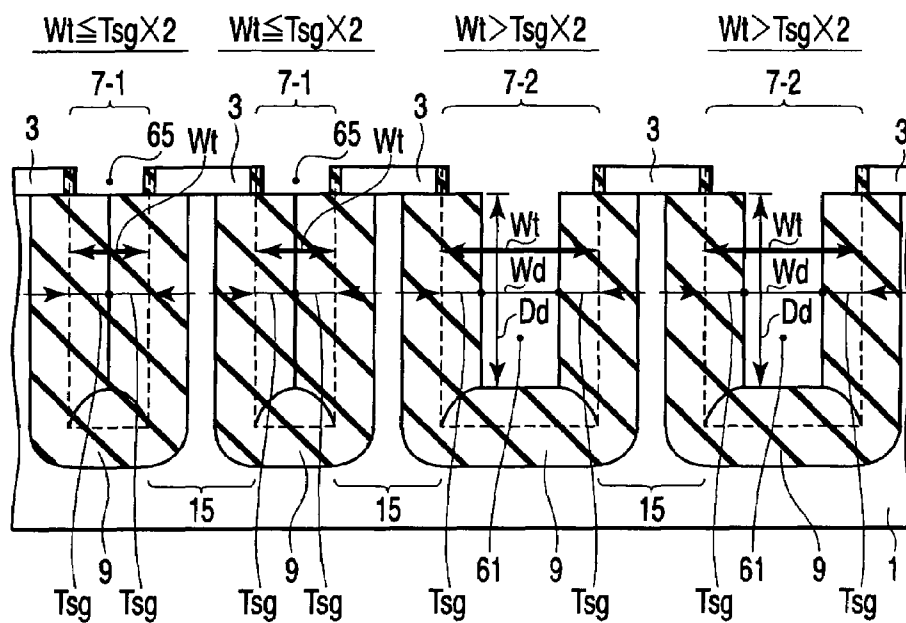 Wt≦Tsg×2 Wt≦Tsg×2 Wt>Tsg×2 Wt>Tsg×2
7-1 7-1 7-2 7-2
3 65 Wt 3 65 Wt 3 3 3
Wt Wt
Wd Wd
Dd Dd
15 15 15
9 9 61 9 61 9 1
Tsg Tsg Tsg Tsg Tsg Tsg Tsg Tsg